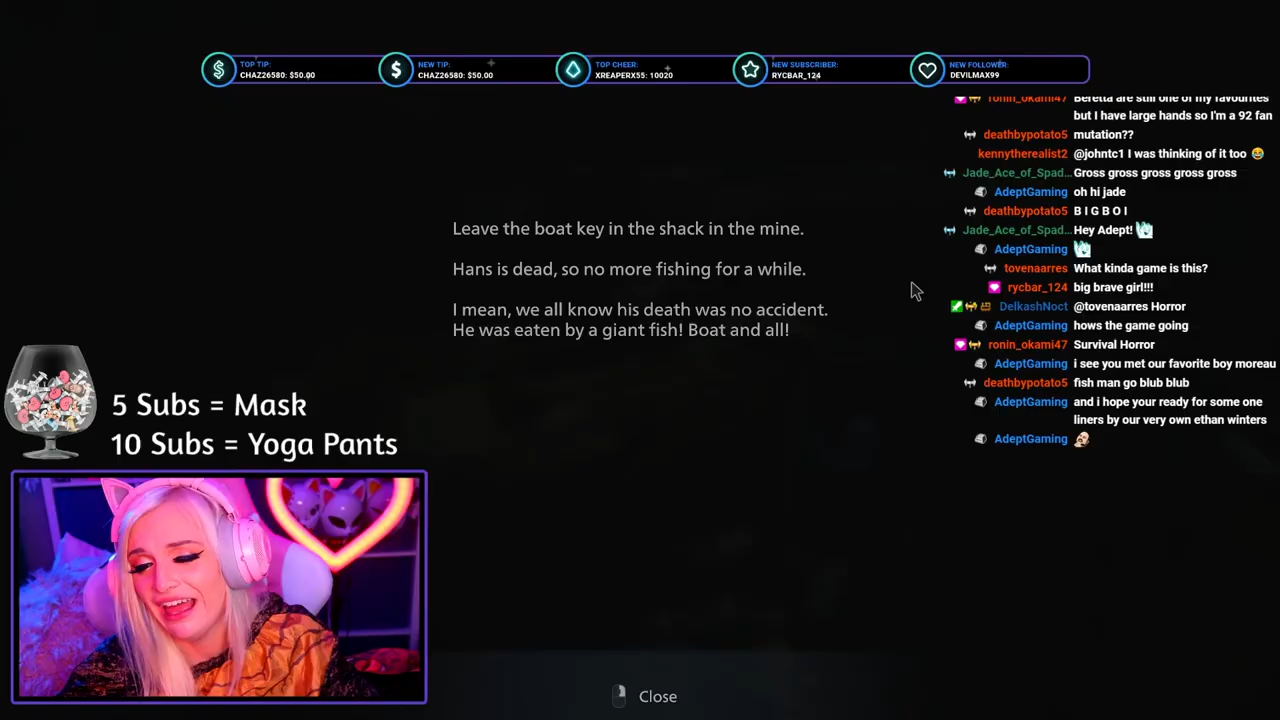 TOP TIP:
CHAZ26580: $50.00
NEW TIP:
CHAZ26580: $50.00
TOP CHEER:
XREAPERX55: 10020
NEW SUBSCRIBER:
RYCBAR_124
NEW FOLLOWER:
DEVILMAX99
ronin_okami47 Beretta are still one of my favourites
but I have large hands so I'm a 92 fan
deathbypotato5 mutation??
kennytherealist2 @johntc1 I was thinking of it too 😂
Jade_Ace_of_Spad... Gross gross gross gross gross
AdeptGaming oh hi jade
deathbypotato5 B I G B O I
Jade_Ace_of_Spad... Hey Adept!
AdeptGaming
tovenaarres What kinda game is this?
rycbar_124 big brave girl!!!
DelkashNoct @tovenaarres Horror
AdeptGaming hows the game going
ronin_okami47 Survival Horror
AdeptGaming i see you met our favorite boy moreau
deathbypotato5 fish man go blub blub
AdeptGaming and i hope your ready for some one
liners by our very own ethan winters
AdeptGaming
Leave the boat key in the shack in the mine.
Hans is dead, so no more fishing for a while.
I mean, we all know his death was no accident.
He was eaten by a giant fish! Boat and all!
5 Subs = Mask
10 Subs = Yoga Pants
Close